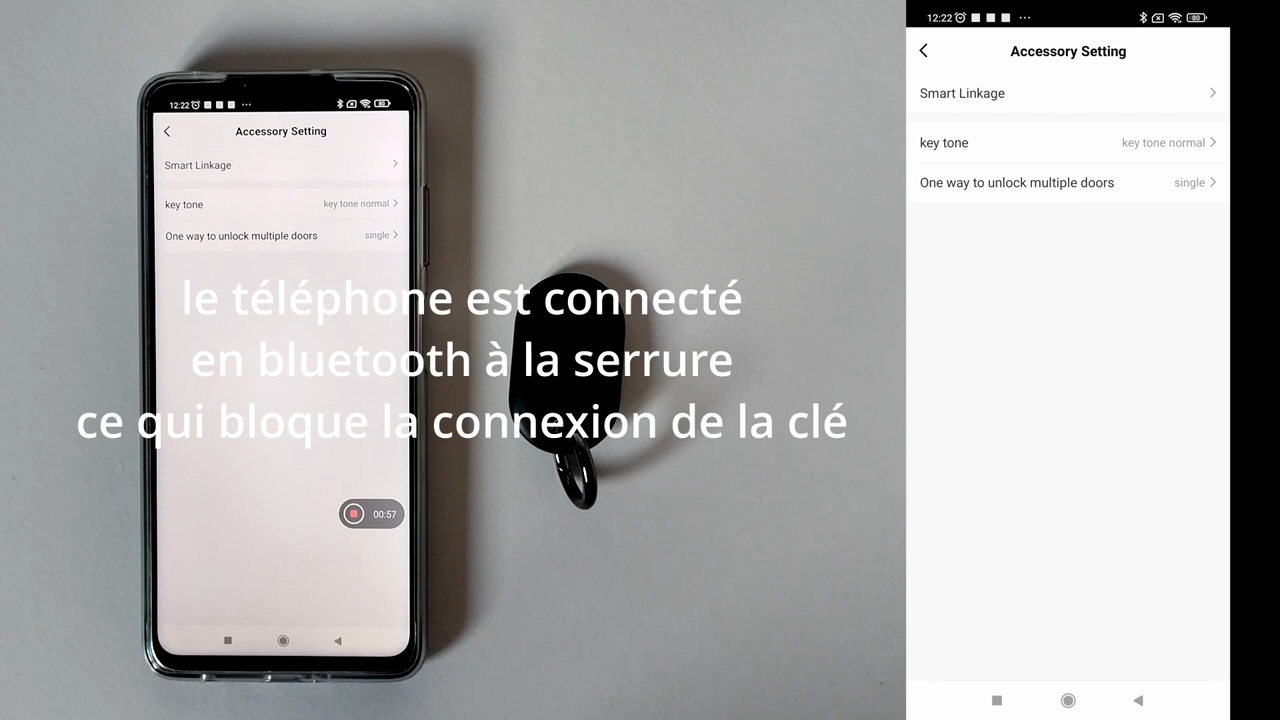 12:22 ...
Accessory Setting
Smart Linkage
key tone key tone normal
One way to unlock multiple doors single
le téléphone est connecté
en bluetooth à la serrure
ce qui bloque la connexion de la clé
00:57
12:22 ... 80
Accessory Setting
Smart Linkage
key tone key tone normal
One way to unlock multiple doors single